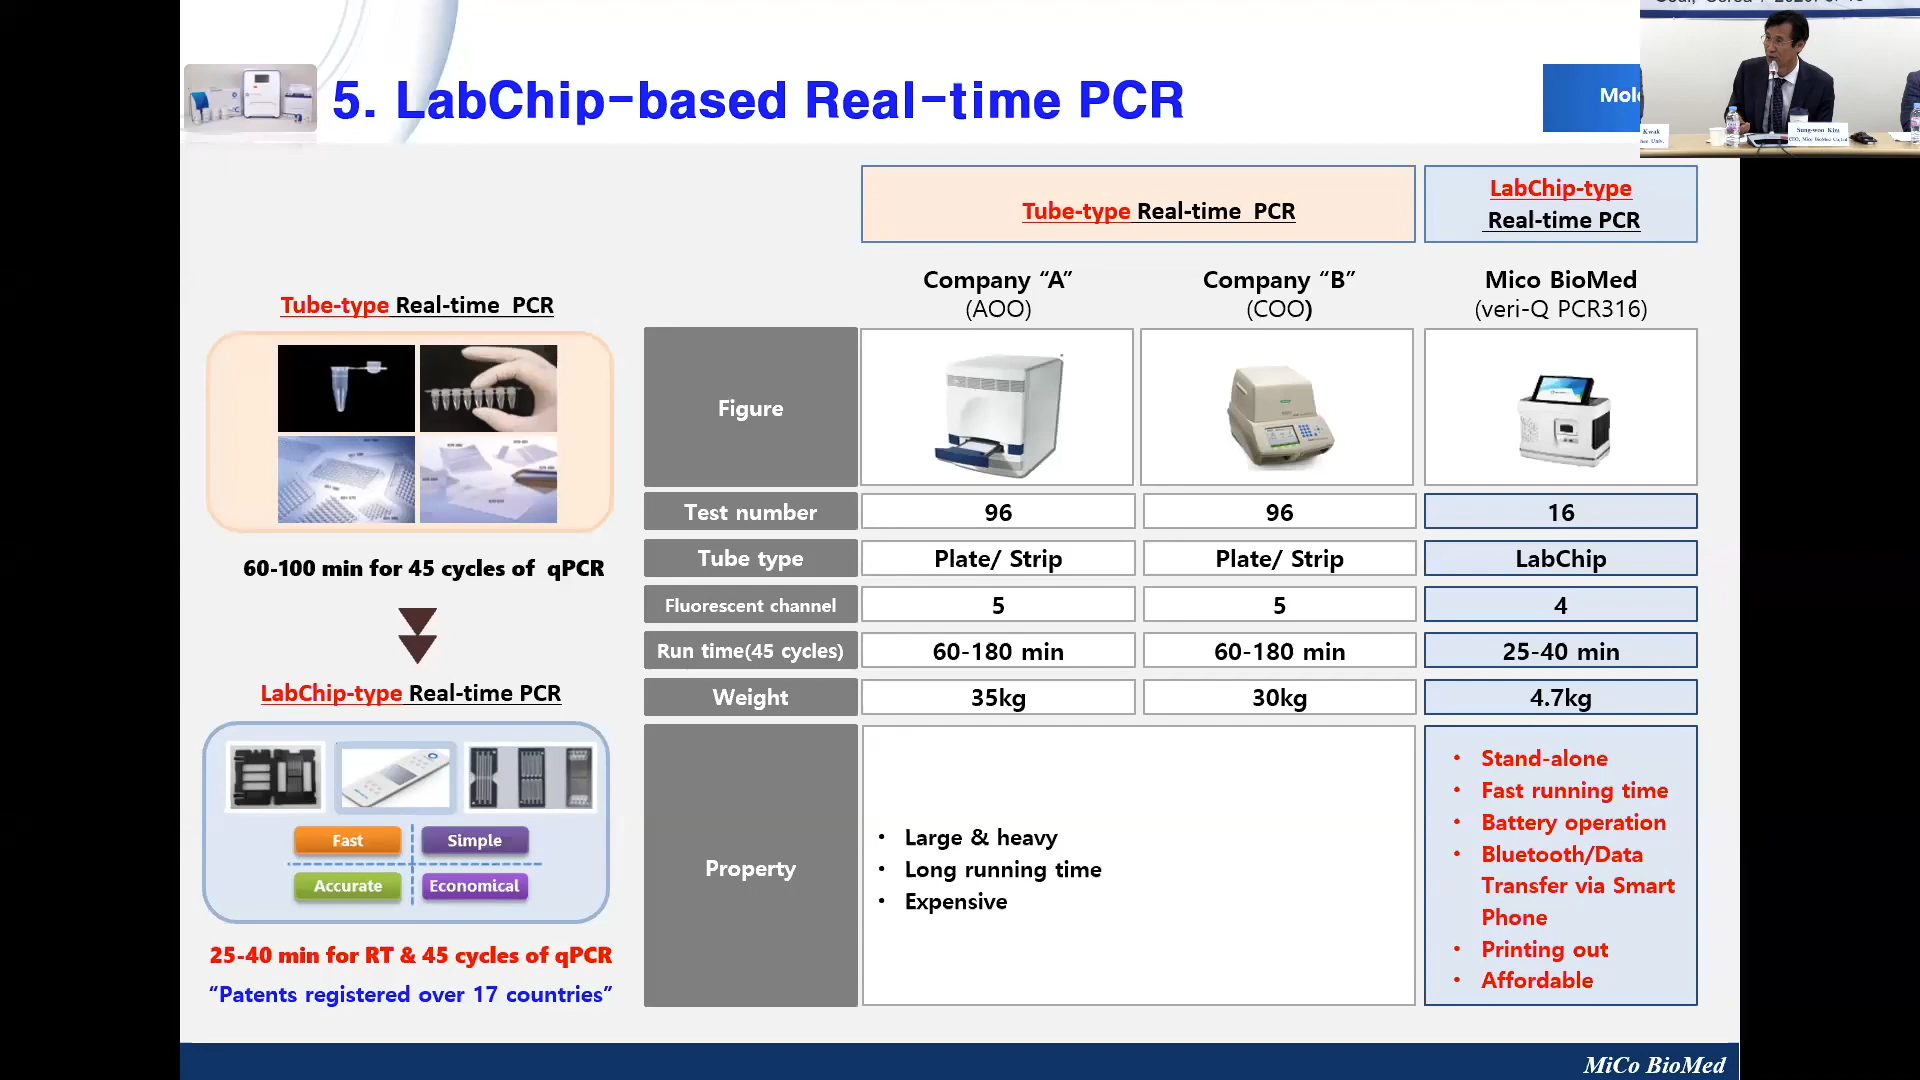 5. LabChip-based Real-time PCR
Sung-woo Kim
Kwak
Tube-type Real-time PCR
LabChip-type
Real-time PCR
Company “A”
(AOO)
Company “B”
(COO)
Mico BioMed
(veri-Q PCR316)
Tube-type Real-time PCR
60-100 min for 45 cycles of qPCR
LabChip-type Real-time PCR
Fast
Simple
Accurate
Economical
25-40 min for RT & 45 cycles of qPCR
“Patents registered over 17 countries”
Figure
Test number
96
96
16
Tube type
Plate/ Strip
Plate/ Strip
LabChip
Fluorescent channel
5
5
4
Run time(45 cycles)
60-180 min
60-180 min
25-40 min
Weight
35kg
30kg
4.7kg
Property
• Large & heavy
• Long running time
• Expensive
• Stand-alone
• Fast running time
• Battery operation
• Bluetooth/Data
Transfer via Smart
Phone
• Printing out
• Affordable
MiCo BioMed